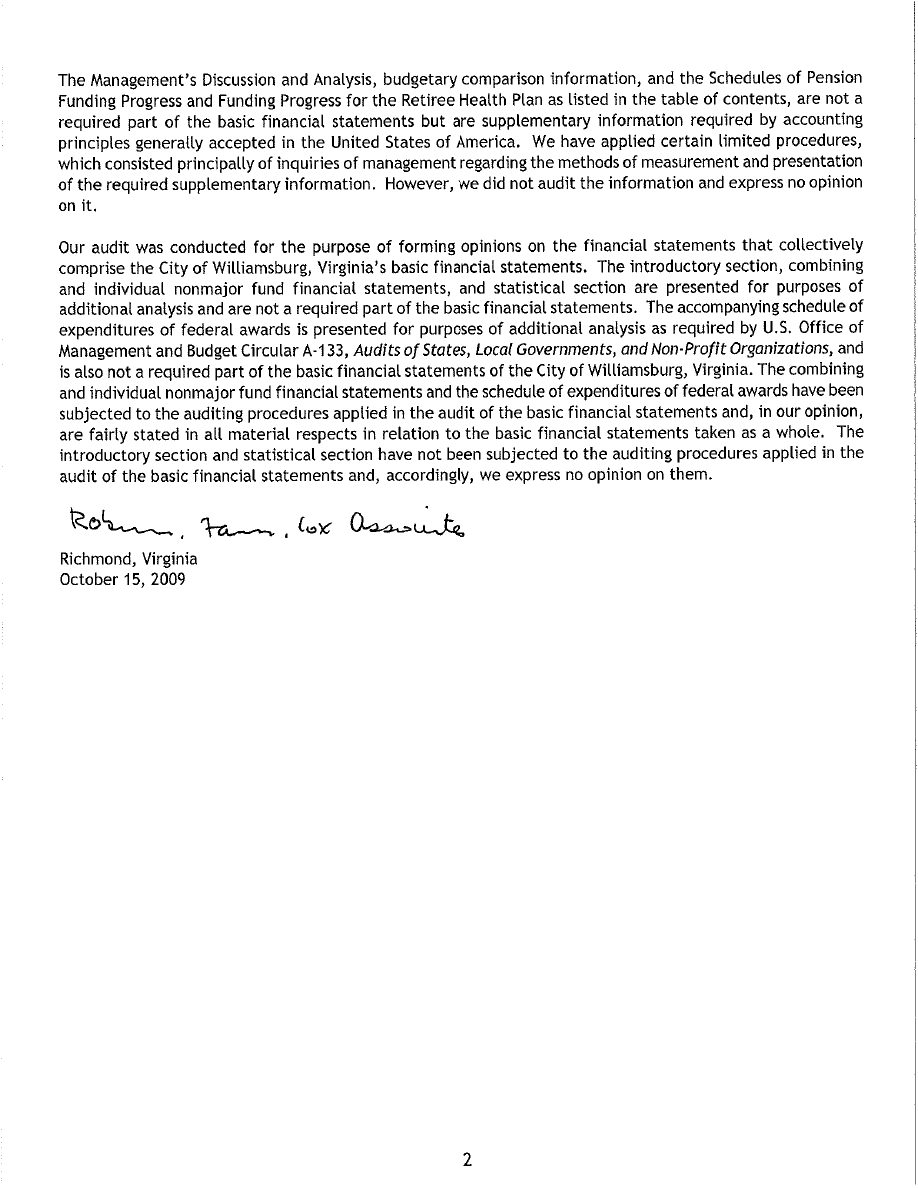 The Management's Discussion and Analysis, budgetary comparison information, and the Schedules of Pension
Funding Progress and Funding Progress for the Retiree Health Plan as listed in the table of contents, are not a
required part of the basic financial statements but are supplementary information required by accounting
principles generally accepted in the United States of America. We have applied certain limited procedures,
which consisted principally of inquiries of management regarding the methods of measurement and presentation
of the required supplementary information. However, we did not audit the information and express no opinion
on it.
Our audit was conducted for the purpose of forming opinions on the financial statements that collectively
comprise the City of Williamsburg, Virginia's basic financial statements. The introductory section, combining
and individual nonmajor fund financial statements, and statistical section are presented for purposes of
additional analysis and are not a required part of the basic financial statements. The accompanying schedule of
expenditures of federal awards is presented for purposes of additional analysis as required by U.S. Office of
Management and Budget Circular A-133, Audits of States, Local Governments, and Non-Profit Organizations, and
is also not a required part of the basic financial statements of the City of Williamsburg, Virginia. The combining
and individual nonmajor fund financial statements and the schedule of expenditures of federal awards have been
subjected to the auditing procedures applied in the audit of the basic financial statements and, in our opinion,
are fairly stated in all material respects in relation to the basic financial statements taken as a whole. The
introductory section and statistical section have not been subjected to the auditing procedures applied in the
audit of the basic financial statements and, accordingly, we express no opinion on them.
Cox Associates
Richmond, Virginia
October 15, 2009
2